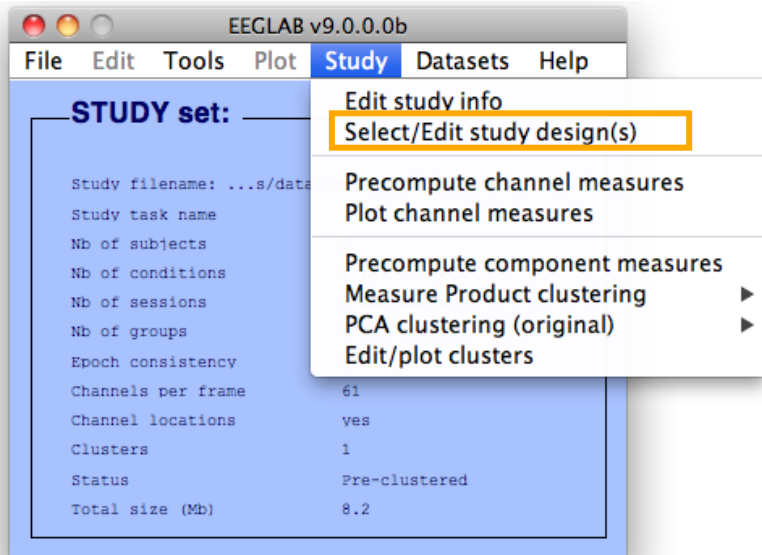 EEGLAB v9.0.0.0b
File Edit Tools Plot Study Datasets Help
STUDY set:
Edit study info
Select/Edit study design(s)
Precompute channel measures
Plot channel measures
Precompute component measures
Measure Product clustering
PCA clustering (original)
Edit/plot clusters
Study filename: ...s/data
Study task name
Nb of subjects
Nb of conditions
Nb of sessions
Nb of groups
Epoch consistency
Channels per frame 61
Channel locations yes
Clusters 1
Status Pre-clustered
Total size (Mb) 8.2